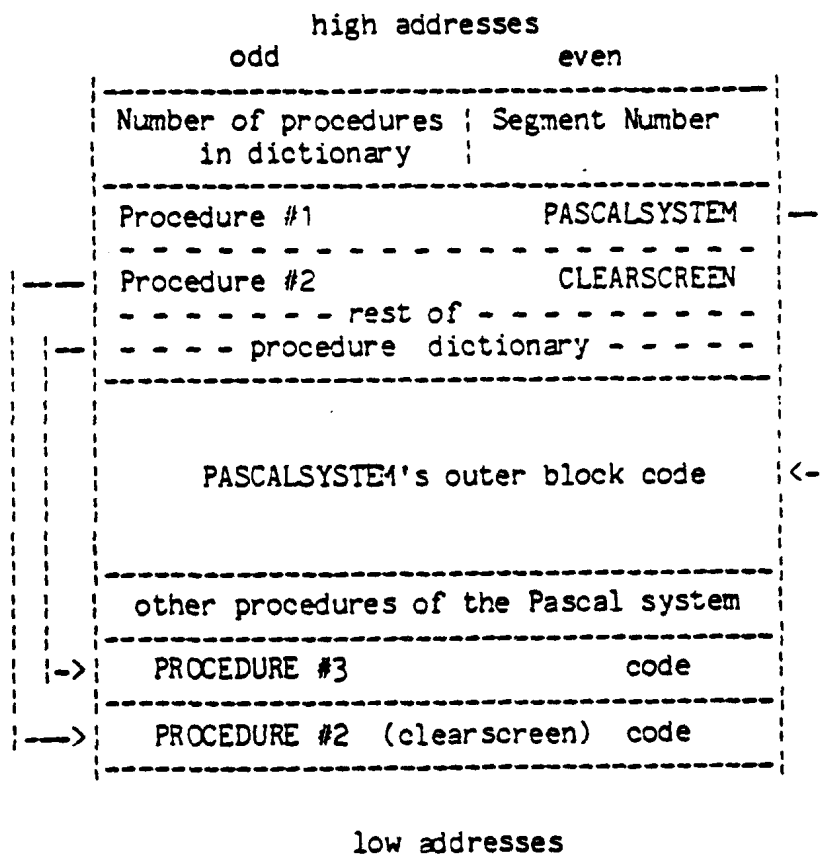 high addresses
odd even
Number of procedures | Segment Number
in dictionary |
Procedure #1 PASCALSYSTEM
Procedure #2 CLEARSCREEN
- - - - - - - rest of - - - - - - - - - -
- - - - - procedure dictionary - - - - -
PASCALSYSTEM's outer block code
other procedures of the Pascal system
PROCEDURE #3 code
PROCEDURE #2 (clearscreen) code
low addresses